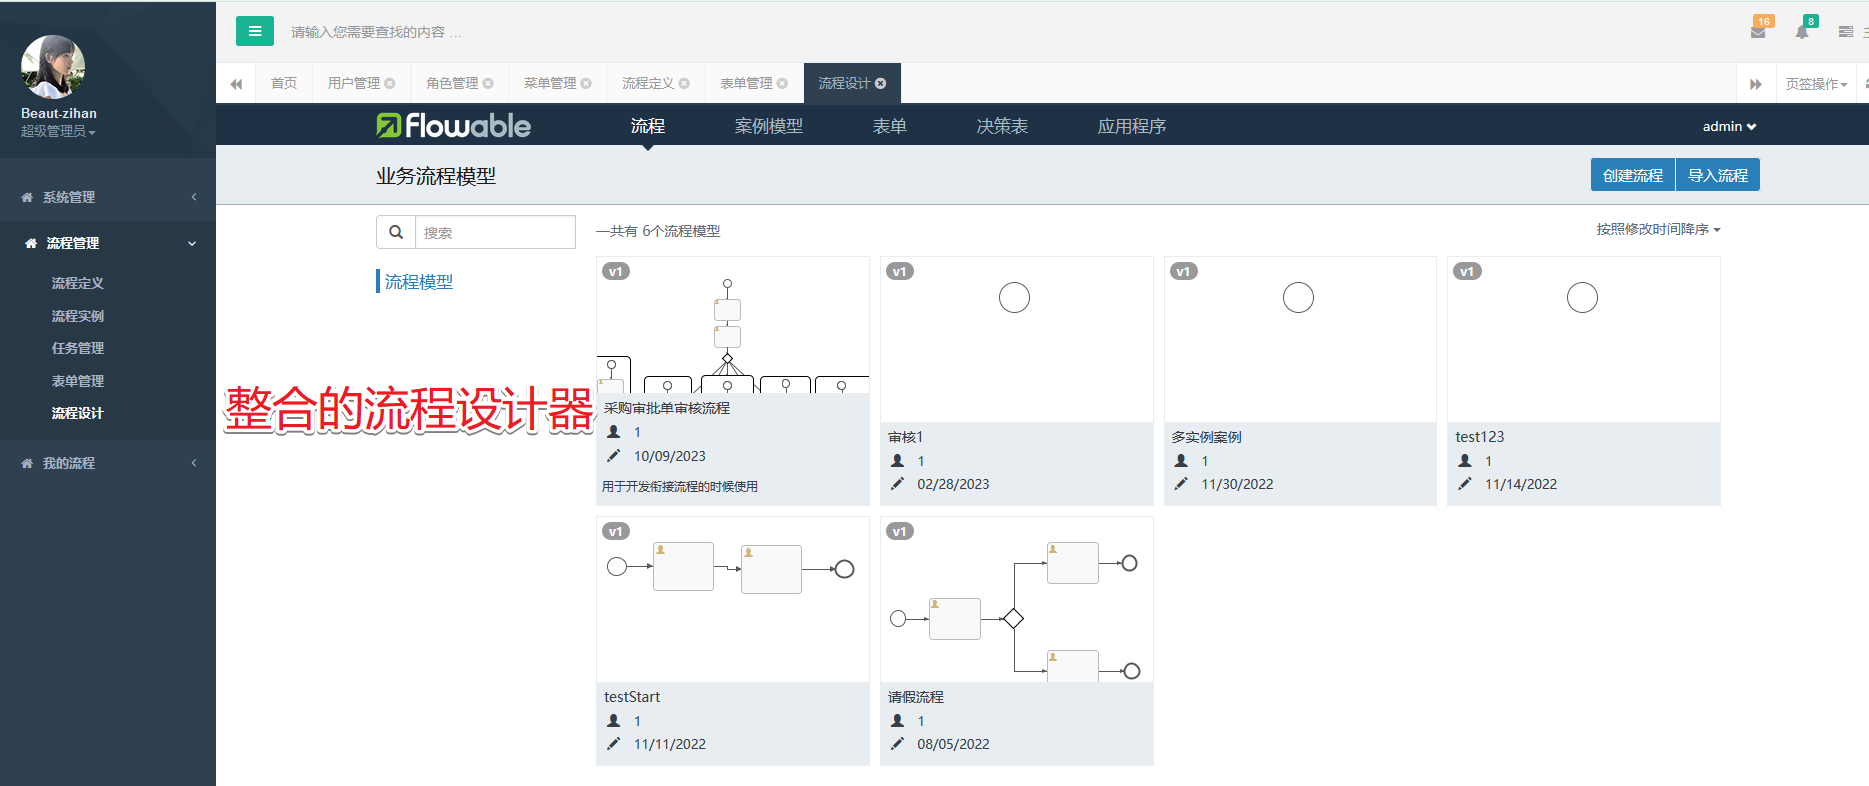 请输入您需要查找的内容 …
16
8
Beaut-zihan
超级管理员
首页
用户管理
角色管理
菜单管理
流程定义
表单管理
流程设计
页签操作
flowable
流程
案例模型
表单
决策表
应用程序
admin
业务流程模型
创建流程
导入流程
系统管理
流程管理
流程定义
流程实例
任务管理
表单管理
流程设计
我的流程
搜索
流程模型
一共有 6个流程模型
按照修改时间降序
整合的流程设计器
v1
采购审批单审核流程
1
10/09/2023
用于开发衔接流程的时候使用
v1
审核1
1
02/28/2023
v1
多实例案例
1
11/30/2022
v1
test123
1
11/14/2022
v1
testStart
1
11/11/2022
v1
请假流程
1
08/05/2022